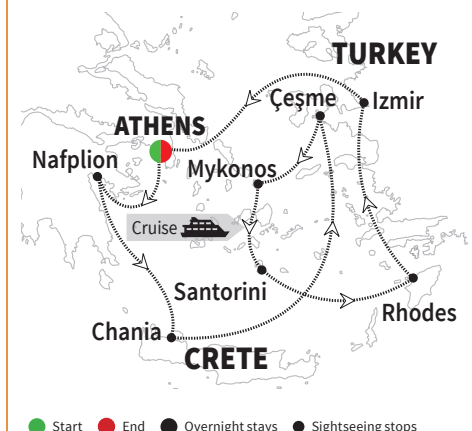 TURKEY
Çeşme
Izmir
ATHENS
Nafplion
Mykonos
Cruise
Santorini
Rhodes
Chania
CRETE
Start End Overnight stays Sightseeing stops